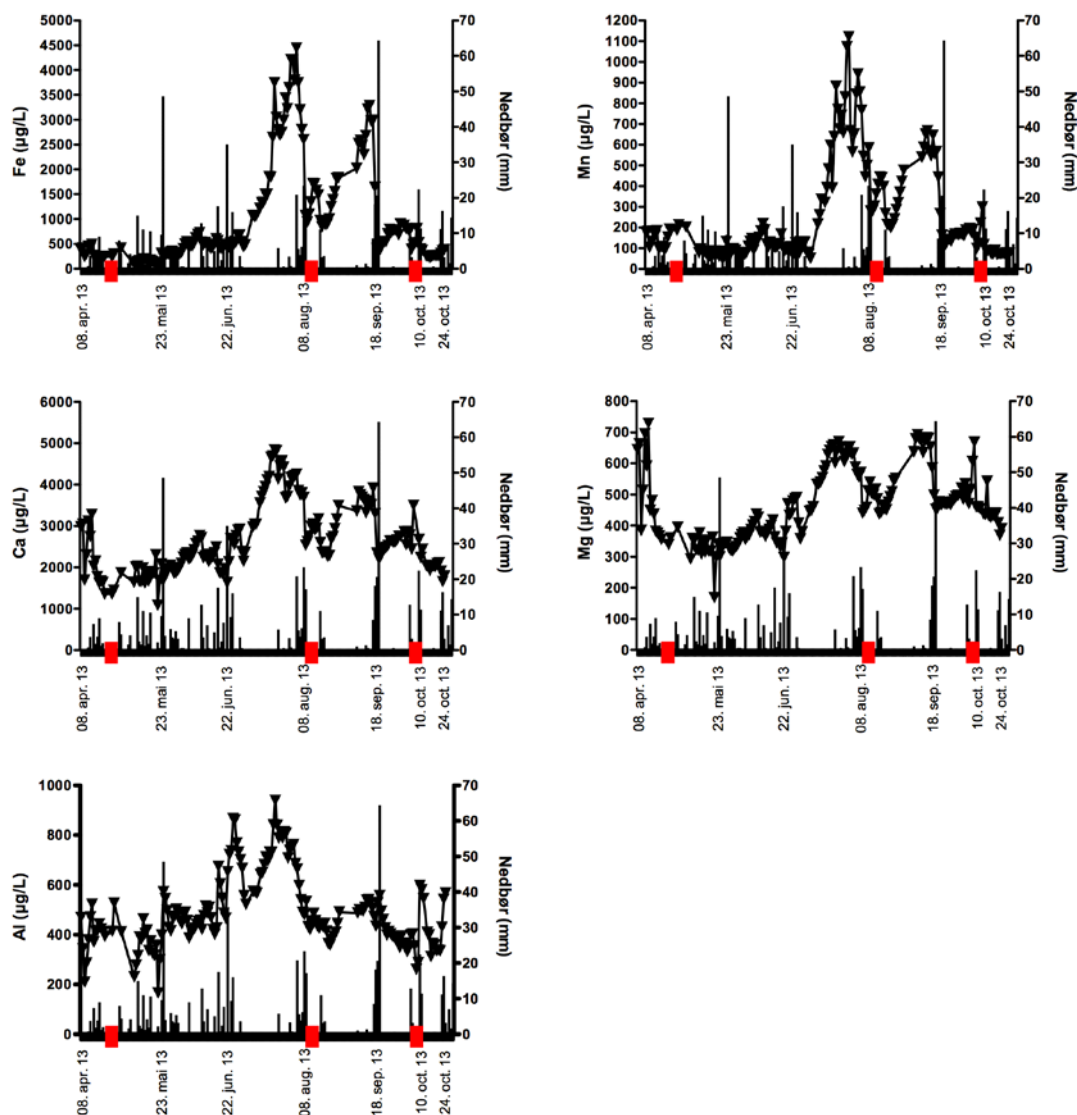 Fe (µg/L)
5000
4500
4000
3500
3000
2500
2000
1500
1000
500
0
70
60
50
40
30
20
10
0
Nedbør (mm)
08. apr. 13
23. mai 13
22. jun. 13
08. aug. 13
18. sep. 13
10. oct. 13
24. oct. 13
Mn (µg/L)
1200
1100
1000
900
800
700
600
500
400
300
200
100
0
70
60
50
40
30
20
10
0
Nedbør (mm)
08. apr. 13
23. mai 13
22. jun. 13
08. aug. 13
18. sep. 13
10. oct. 13
24. oct. 13
Ca (µg/L)
6000
5000
4000
3000
2000
1000
0
70
60
50
40
30
20
10
0
Nedbør (mm)
08. apr. 13
23. mai 13
22. jun. 13
08. aug. 13
18. sep. 13
10. oct. 13
24. oct. 13
Mg (µg/L)
800
700
600
500
400
300
200
100
0
70
60
50
40
30
20
10
0
Nedbør (mm)
08. apr. 13
23. mai 13
22. jun. 13
08. aug. 13
18. sep. 13
10. oct. 13
24. oct. 13
Al (µg/L)
1000
800
600
400
200
0
70
60
50
40
30
20
10
0
Nedbør (mm)
08. apr. 13
23. mai 13
22. jun. 13
08. aug. 13
18. sep. 13
10. oct. 13
24. oct. 13